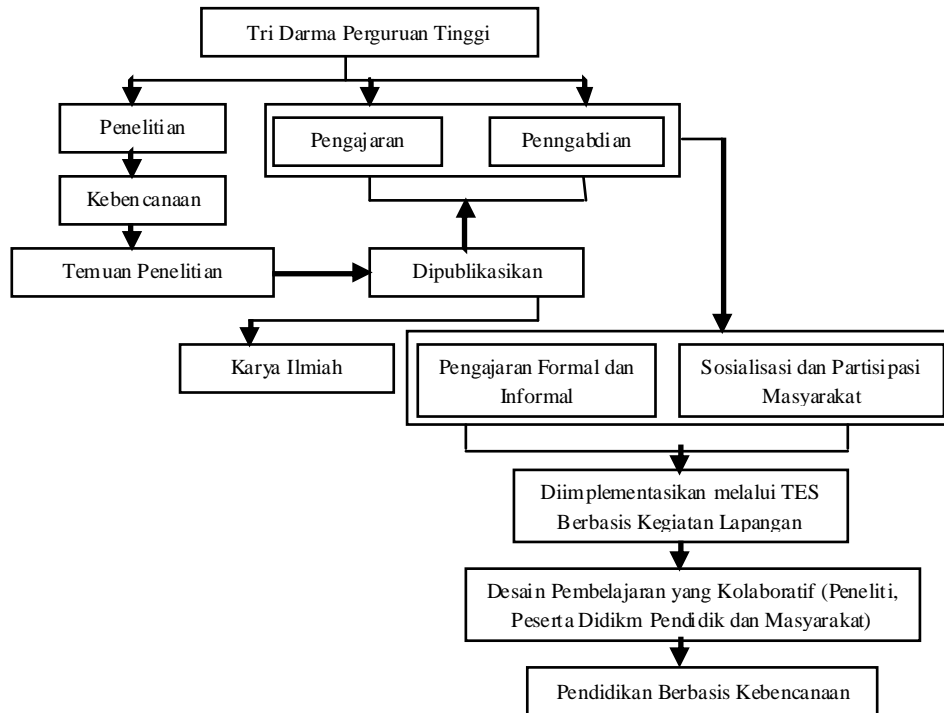 Tri Darma Perguruan Tinggi
Penelitian
Pengajaran
Penngabdian
Kebencanaan
Temuan Penelitian
Dipublikasikan
Karya Ilmiah
Pengajaran Formal dan
Informal
Sosialisasi dan Partisipasi
Masyarakat
Diimplementasikan melalui TES
Berbasis Kegiatan Lapangan
Desain Pembelajaran yang Kolaboratif (Peneliti,
Peserta Didikm Pendidik dan Masyarakat)
Pendidikan Berbasis Kebencanaan